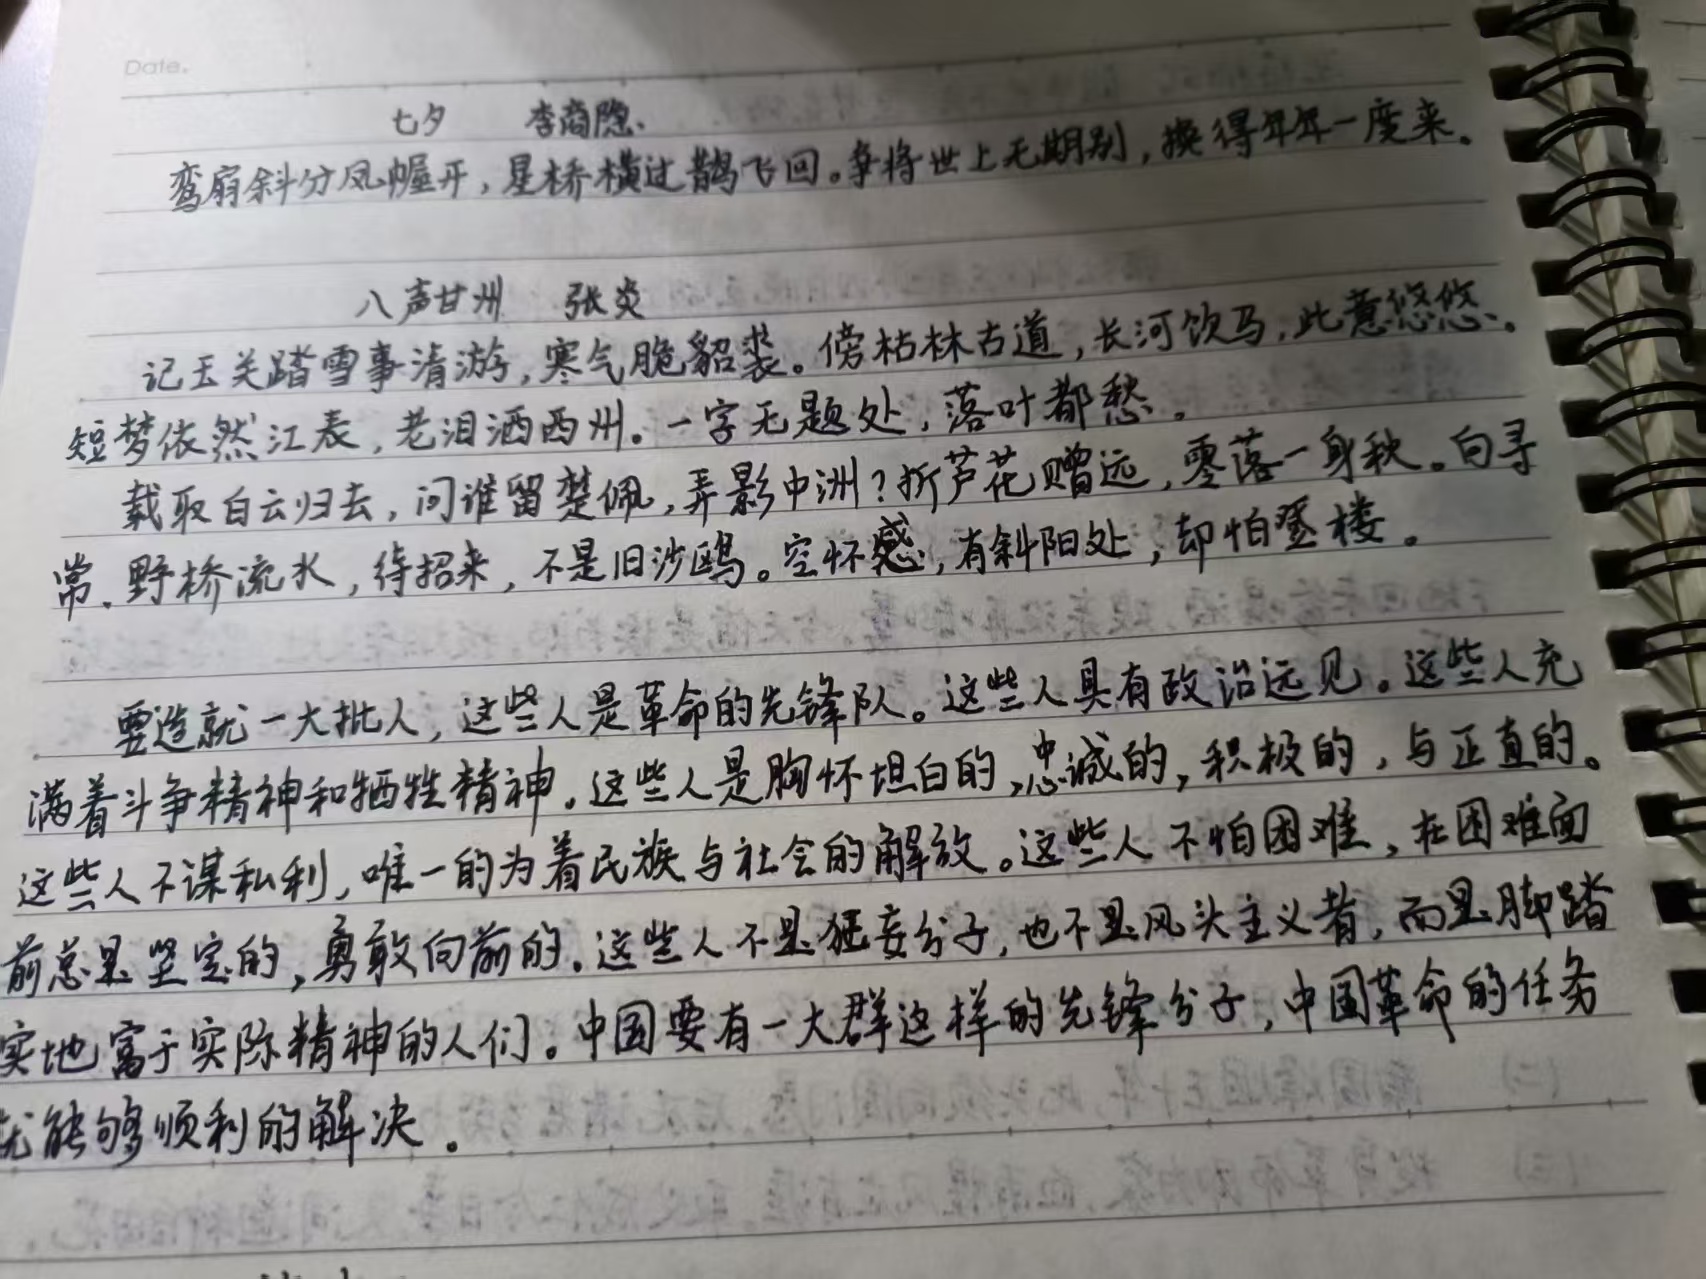 Date.
七夕 李商隐
鸾扇斜分凤幄开，星桥横过鹊飞回。争将世上无期别，换得年年一度来。
八声甘洲 张炎
记玉关踏雪事清游，寒气脆貂裘。傍枯林古道，长河饮马，此意悠悠。
短梦依然江表，老泪洒西州。一字无题处，落叶都愁。
载取白云归去，问谁留楚佩，弄影中洲？折芦花赠远，零落一身秋。向寻
常、野桥流水，待招来，不是旧沙鸥。空怀感，有斜阳处，却怕登楼。
要造就一大批人，这些人是革命的先锋队。这些人具有政治远见。这些人充
满着斗争精神和牺牲精神。这些人是胸怀坦白的，忠诚的，积极的，与正直的。
这些人不谋私利，唯一的为着民族与社会的解放。这些人不怕困难，在困难面
前总是坚定的，勇敢向前的。这些人不是狂妄分子，也不是风头主义者，而是脚踏
实地富于实际精神的人们。中国要有一大群这样的先锋分子，中国革命的任务
就能够顺利的解决。